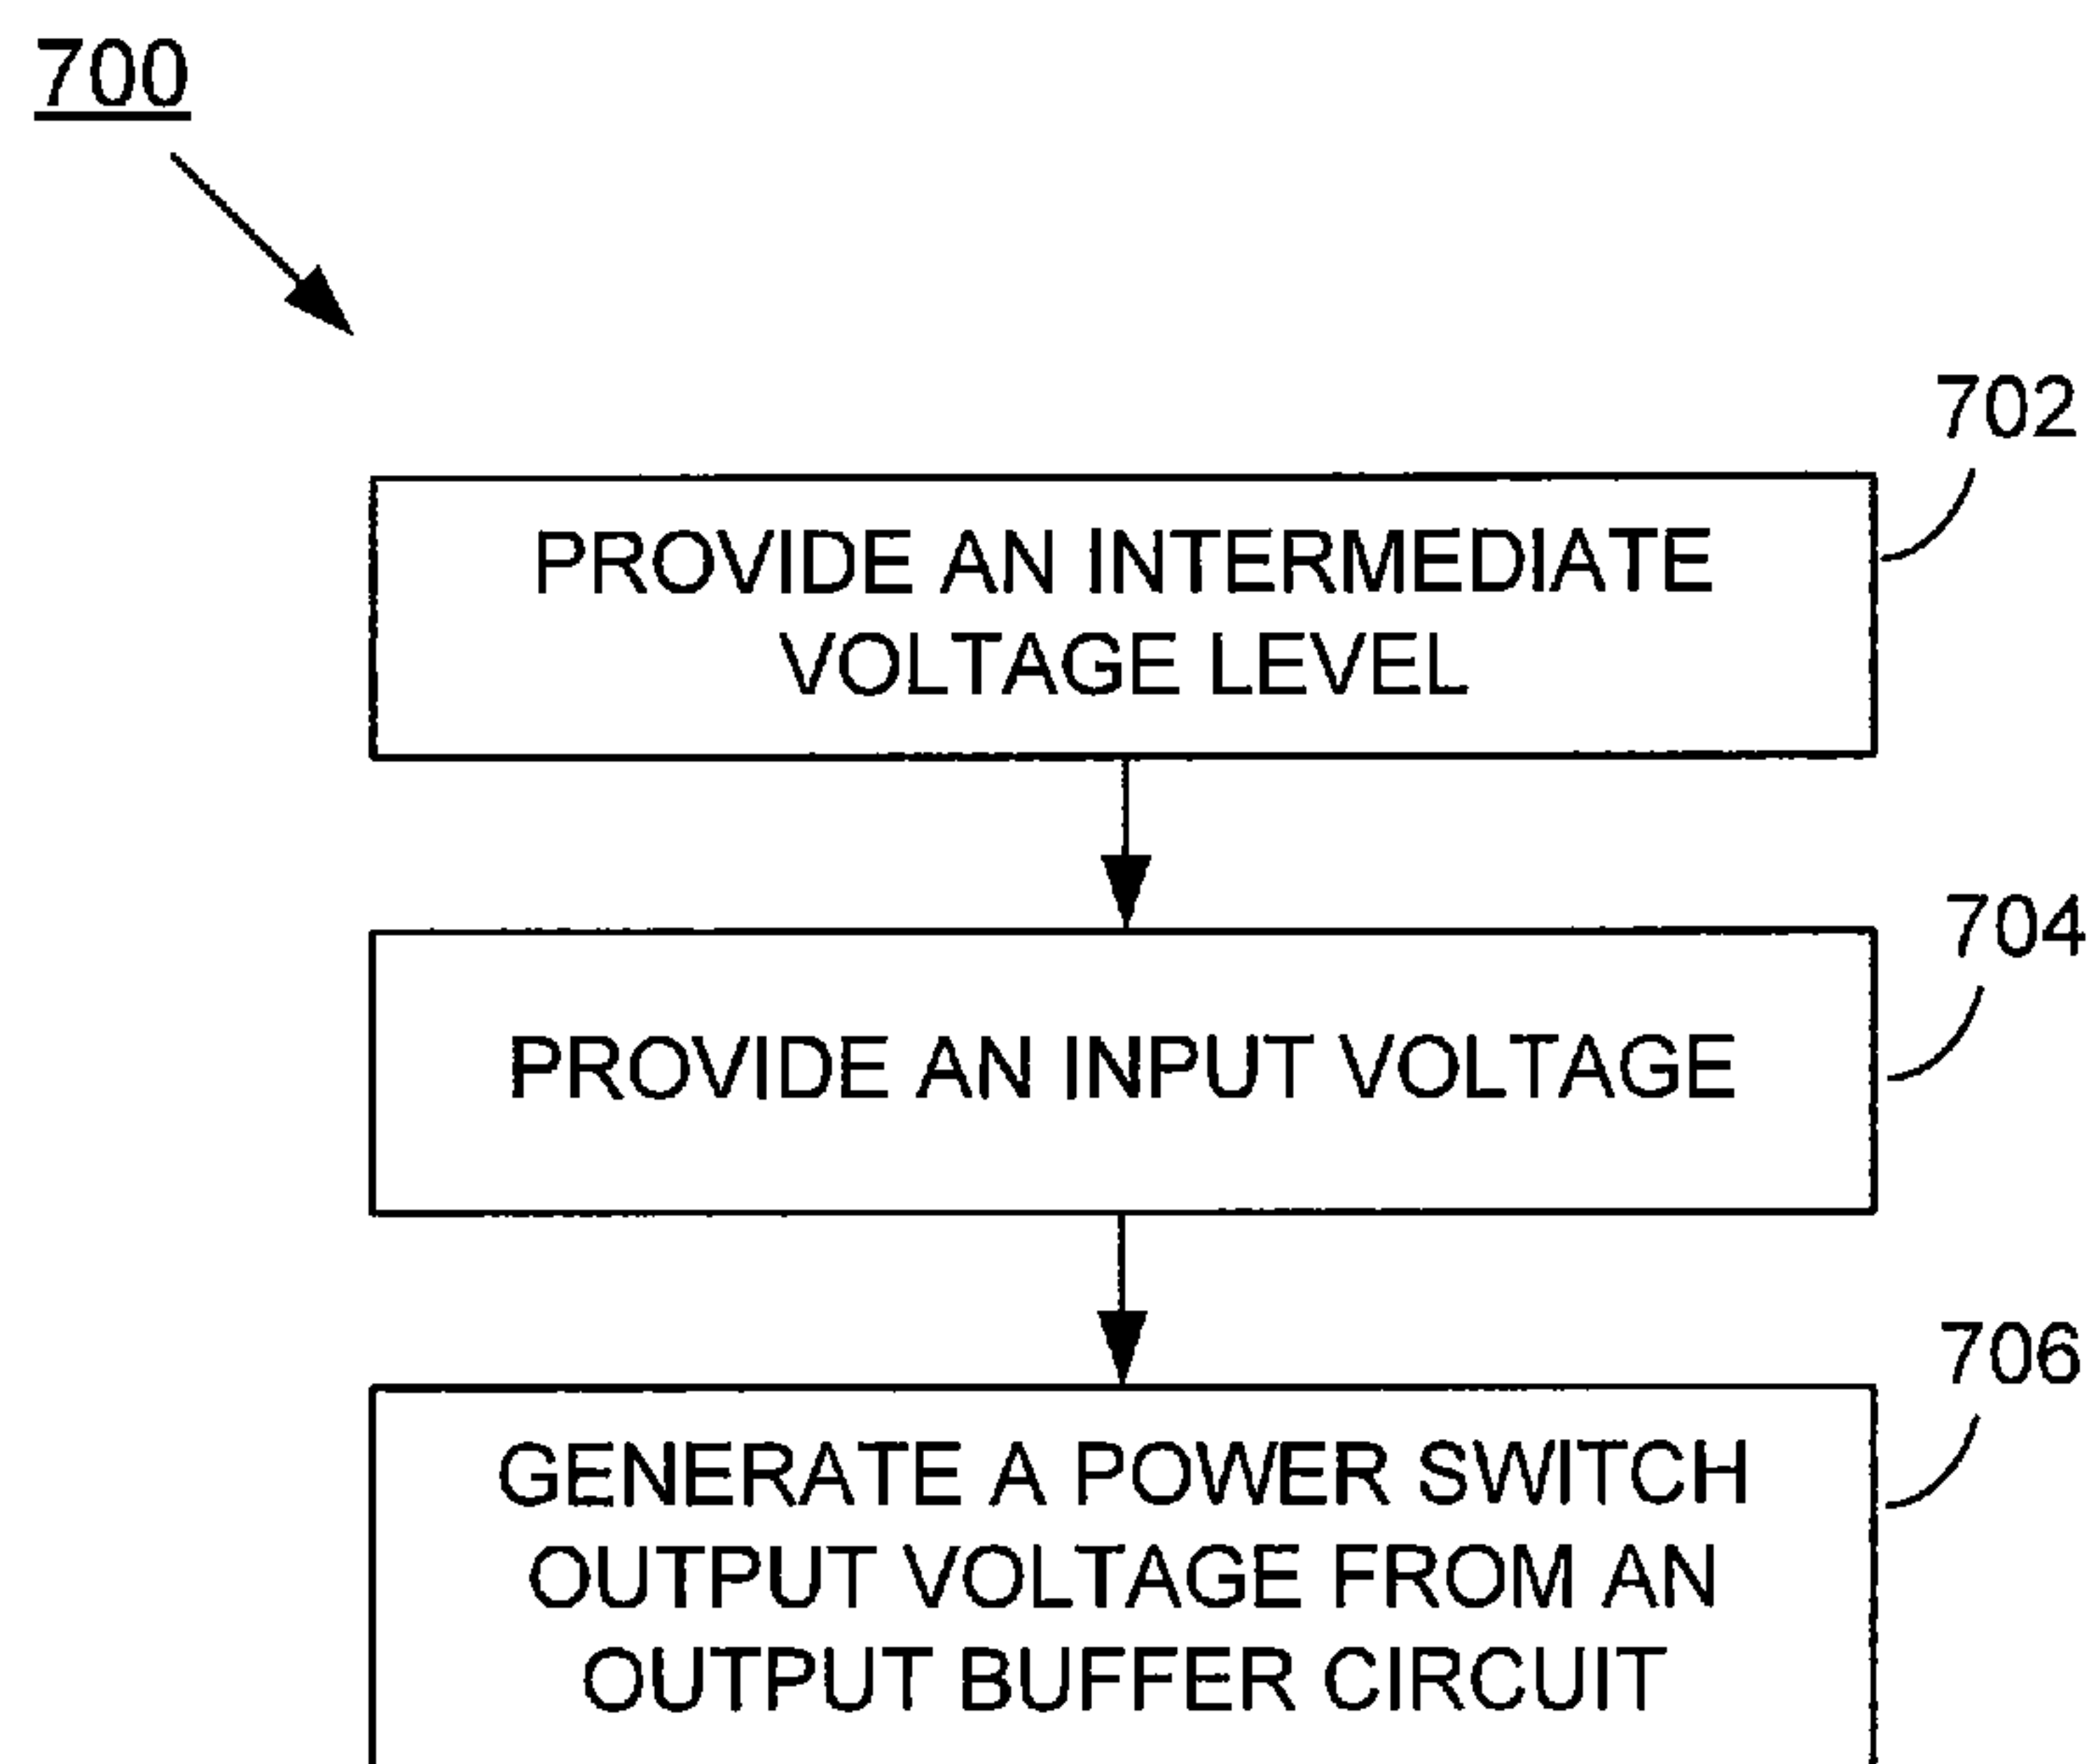 700
702
PROVIDE AN INTERMEDIATE
VOLTAGE LEVEL
704
PROVIDE AN INPUT VOLTAGE
706
GENERATE A POWER SWITCH
OUTPUT VOLTAGE FROM AN
OUTPUT BUFFER CIRCUIT